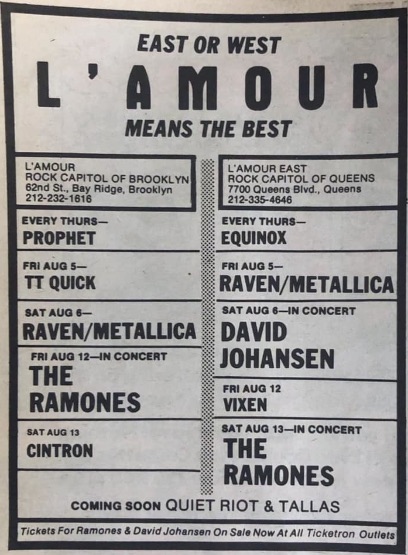 EAST OR WEST
L'AMOUR
MEANS THE BEST
L'AMOUR
ROCK CAPITOL OF BROOKLYN
62nd St., Bay Ridge, Brooklyn
212-232-1616
EVERY THURS—
PROPHET
FRI AUG 5—
TT QUICK
SAT AUG 6—
RAVEN/METALLICA
FRI AUG 12—IN CONCERT
THE
RAMONES
SAT AUG 13
CINTRON
L'AMOUR EAST
ROCK CAPITOL OF QUEENS
7700 Queens Blvd., Queens
212-335-4646
EVERY THURS—
EQUINOX
FRI AUG 5—
RAVEN/METALLICA
SAT AUG 6—IN CONCERT
DAVID
JOHANSEN
FRI AUG 12
VIXEN
SAT AUG 13—IN CONCERT
THE
RAMONES
COMING SOON QUIET RIOT & TALLAS
Tickets For Ramones & David Johansen On Sale Now At All Ticketron Outlets